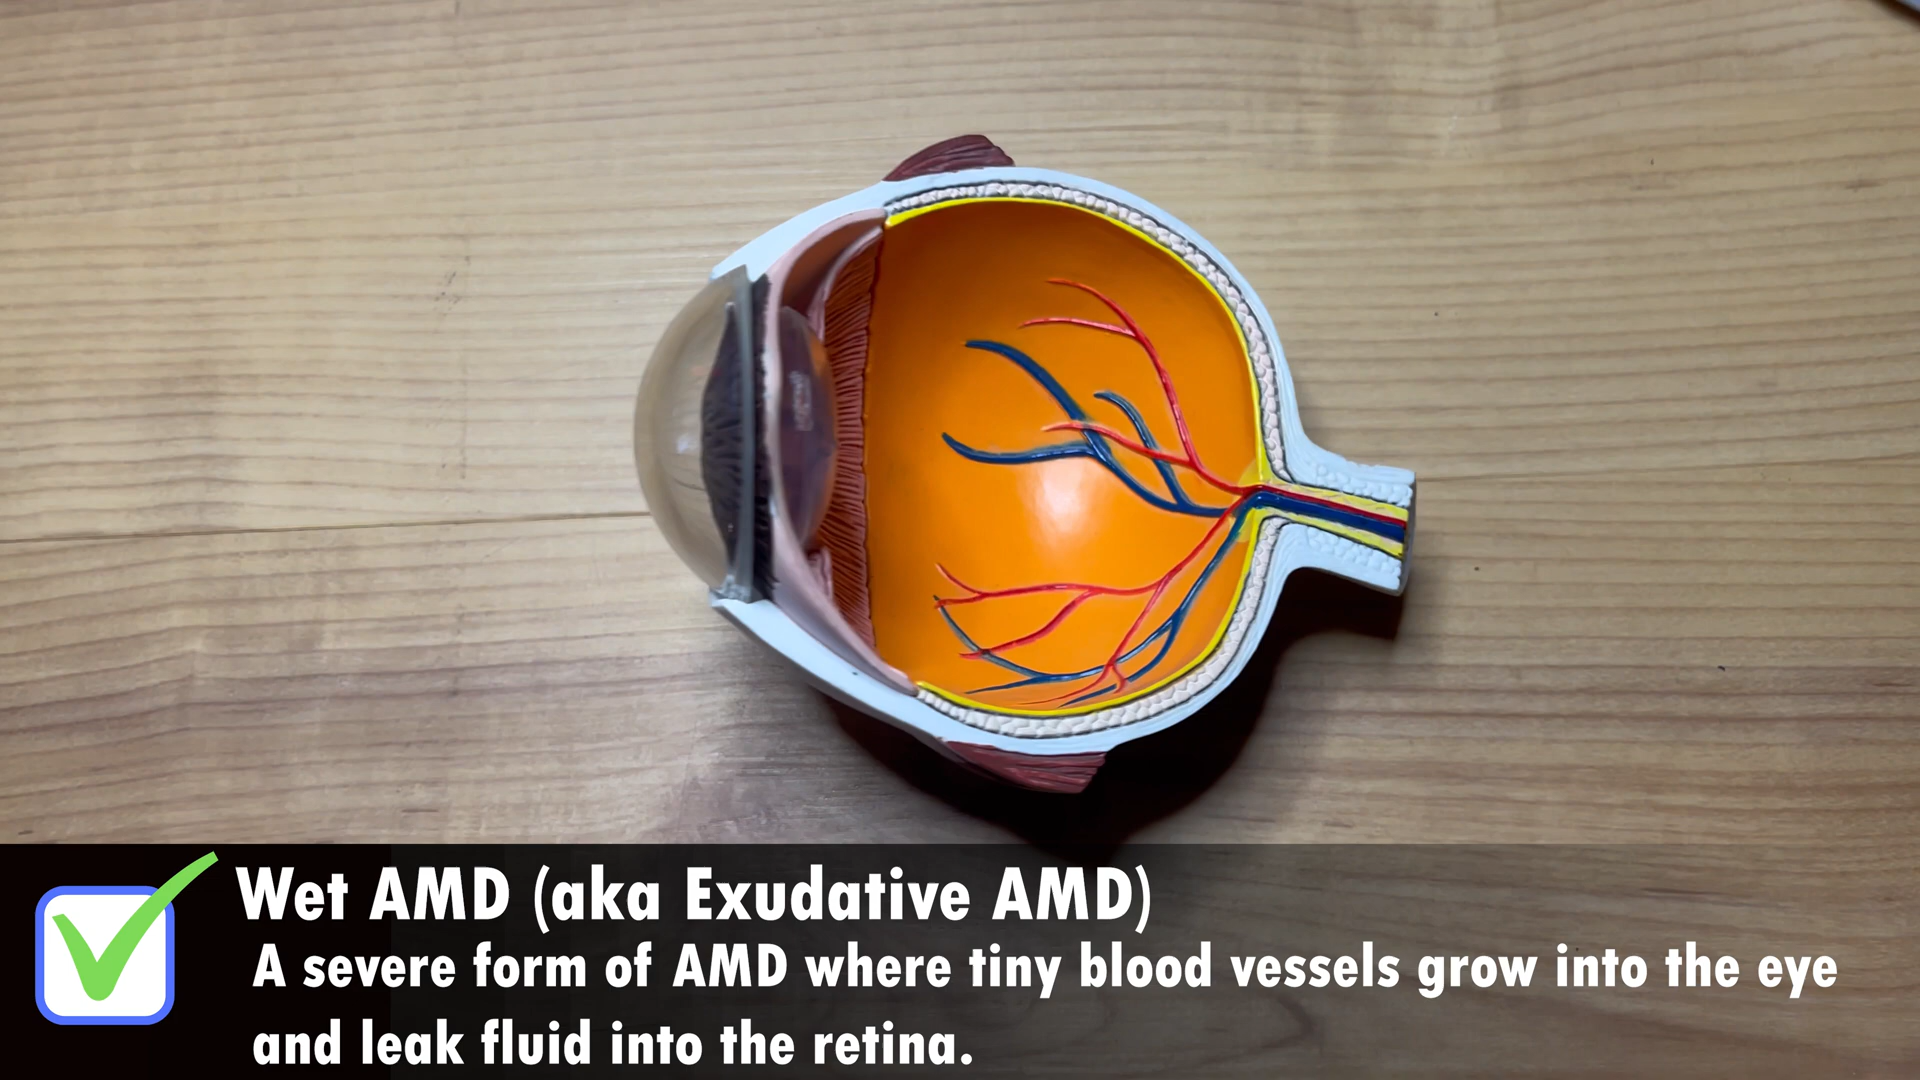 Wet AMD (aka Exudative AMD)
A severe form of AMD where tiny blood vessels grow into the eye
and leak fluid into the retina.